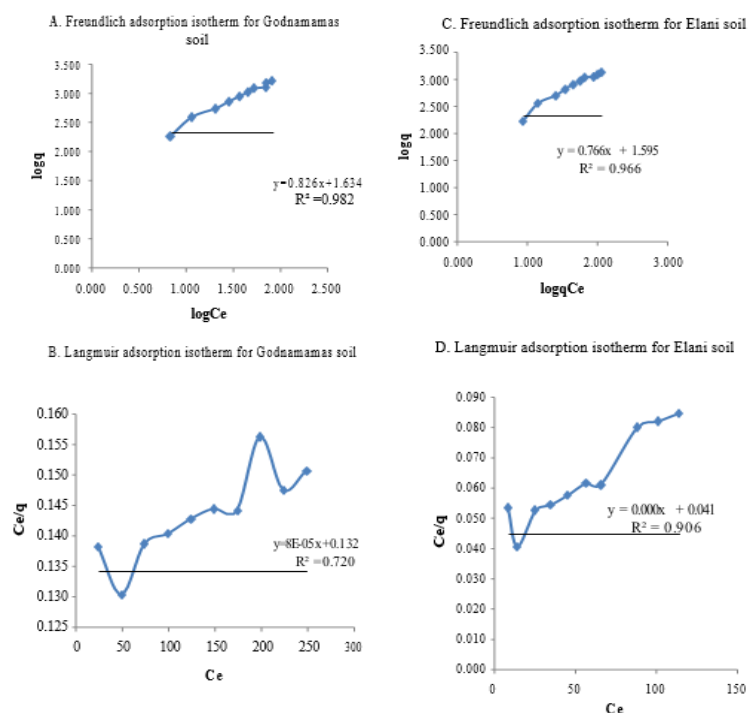 A. Freundlich adsorption isotherm for Godnamamas
soil
3.500
3.000
2.500
2.000
1.500
1.000
0.500
0.000
logq
y=0.826x+1.634
R² =0.982
0.000 0.500 1.000 1.500 2.000 2.500
logCe
C. Freundlich adsorption isotherm for Elani soil
3.500
3.000
2.500
2.000
1.500
1.000
0.500
0.000
logq
y = 0.766x + 1.595
R² = 0.966
0.000 1.000 2.000 3.000
logqCe
B. Langmuir adsorption isotherm for Godnamamas soil
0.160
0.155
0.150
0.145
0.140
0.135
0.130
0.125
Ce/q
y=8E-05x+0.132
R² =0.720
0 50 100 150 200 250 300
Ce
D. Langmuir adsorption isotherm for Elani soil
0.090
0.080
0.070
0.060
0.050
0.040
0.030
0.020
0.010
0.000
Ce/q
y = 0.000x + 0.041
R² = 0.906
0 50 100 150
Ce